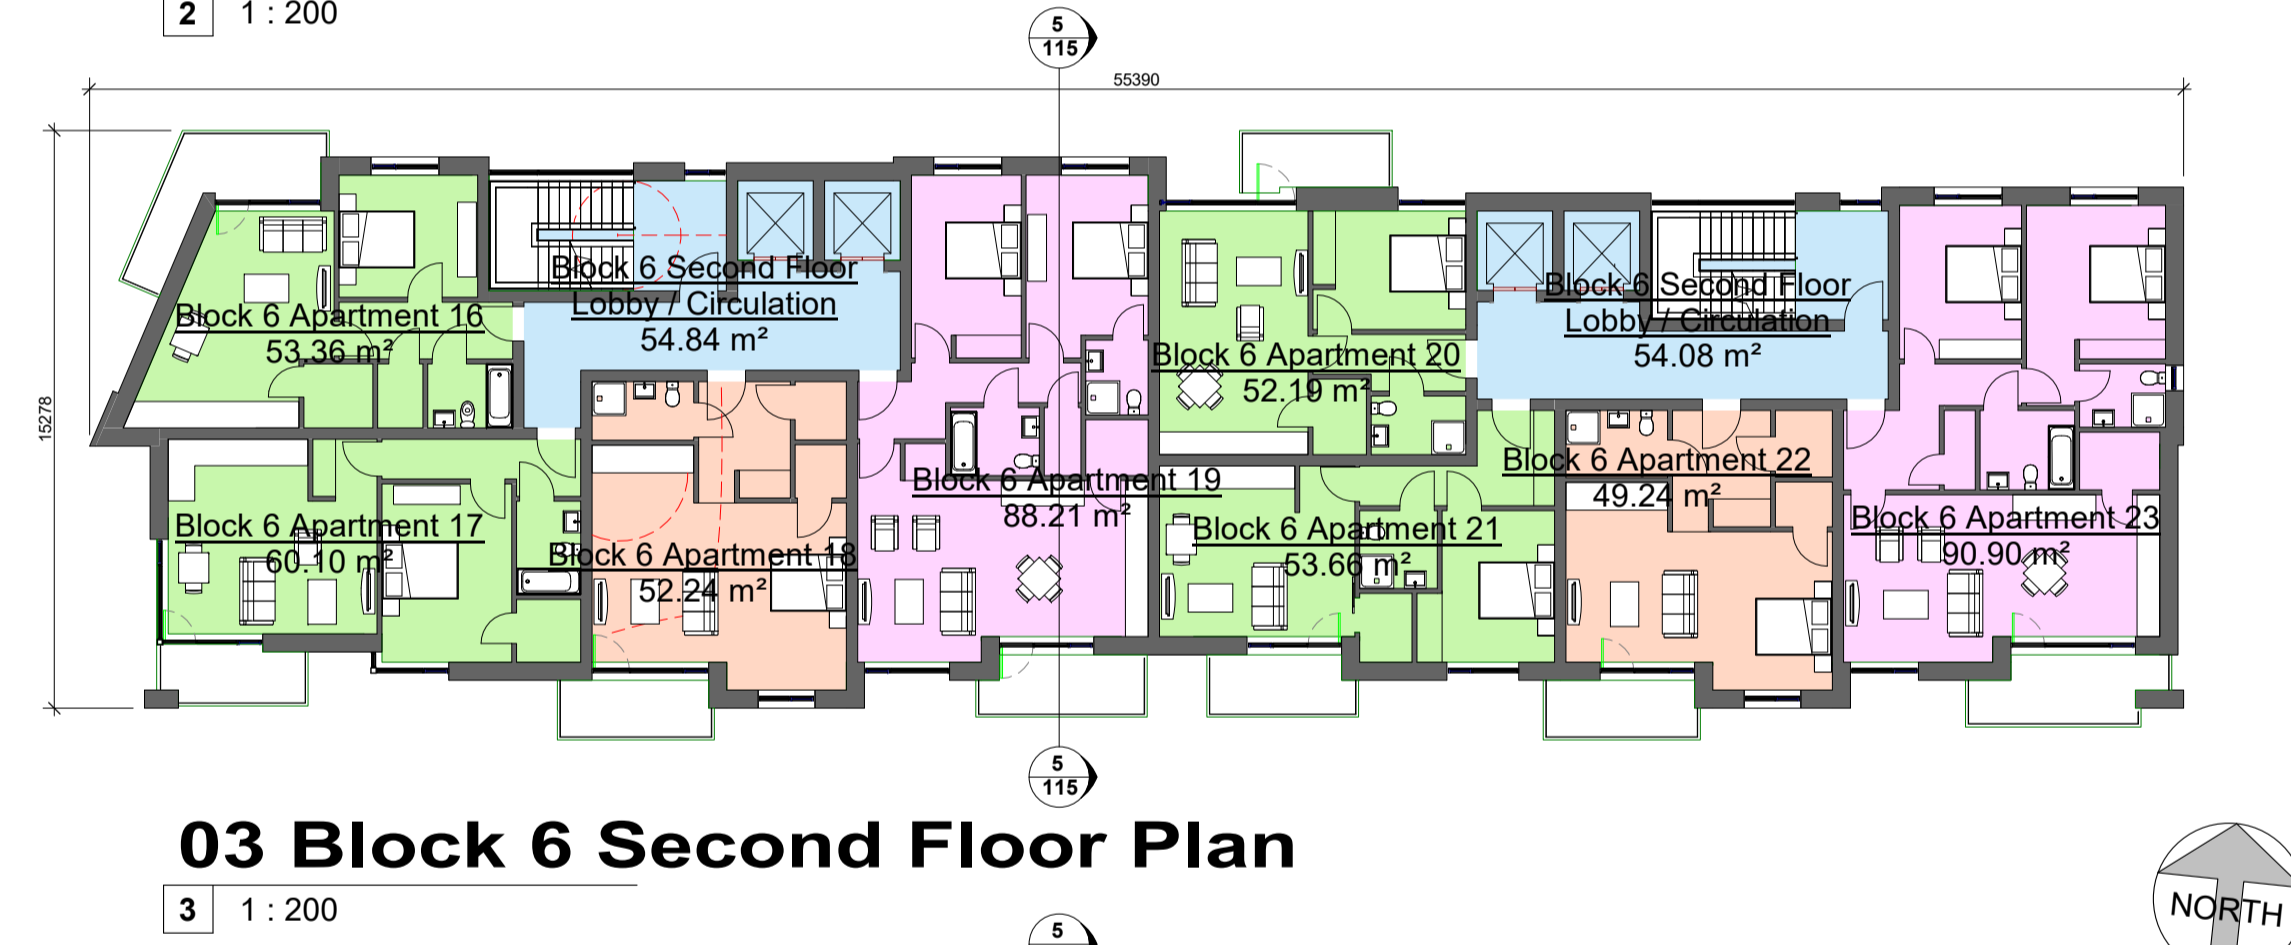 2 1 : 200
5
115
55390
15278
Block 6 Apartment 16
53.36 m²
Block 6 Second Floor
Lobby / Circulation
54.84 m²
Block 6 Apartment 20
52.19 m²
Block 6 Second Floor
Lobby / Circulation
54.08 m²
Block 6 Apartment 17
60.10 m²
Block 6 Apartment 18
52.24 m²
Block 6 Apartment 19
88.21 m²
Block 6 Apartment 21
53.66 m²
Block 6 Apartment 22
49.24 m²
Block 6 Apartment 23
90.90 m²
5
115
03 Block 6 Second Floor Plan
3 1 : 200
NORTH
5